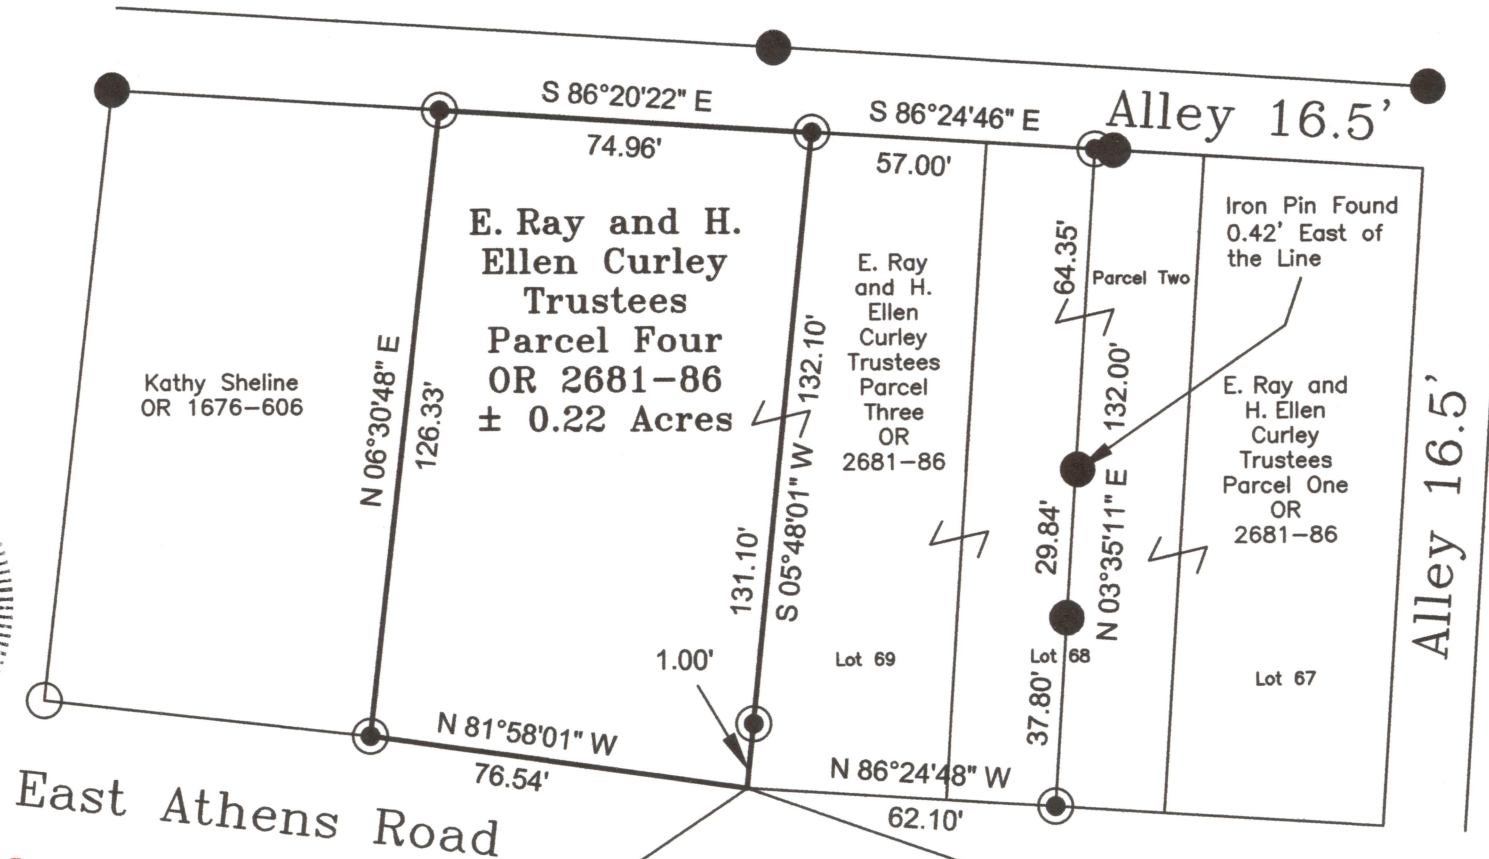 S 86°20'22" E
74.96'
S 86°24'46" E
57.00'
Alley 16.5'
E. Ray and H.
Ellen Curley
Trustees
Parcel Four
OR 2681-86
± 0.22 Acres
Kathy Sheline
OR 1676-606
N 06°30'48" E
126.33'
132.10'
S 05°48'01" W
131.10'
1.00'
E. Ray
and H.
Ellen
Curley
Trustees
Parcel
Three
OR
2681-86
Lot 69
64.35'
Parcel Two
132.00'
N 03°35'11" E
29.84'
Lot 68
37.80'
Iron Pin Found
0.42' East of
the Line
E. Ray and
H. Ellen
Curley
Trustees
Parcel One
OR
2681-86
Lot 67
Alley 16.5'
N 81°58'01" W
76.54'
N 86°24'48" W
62.10'
East Athens Road